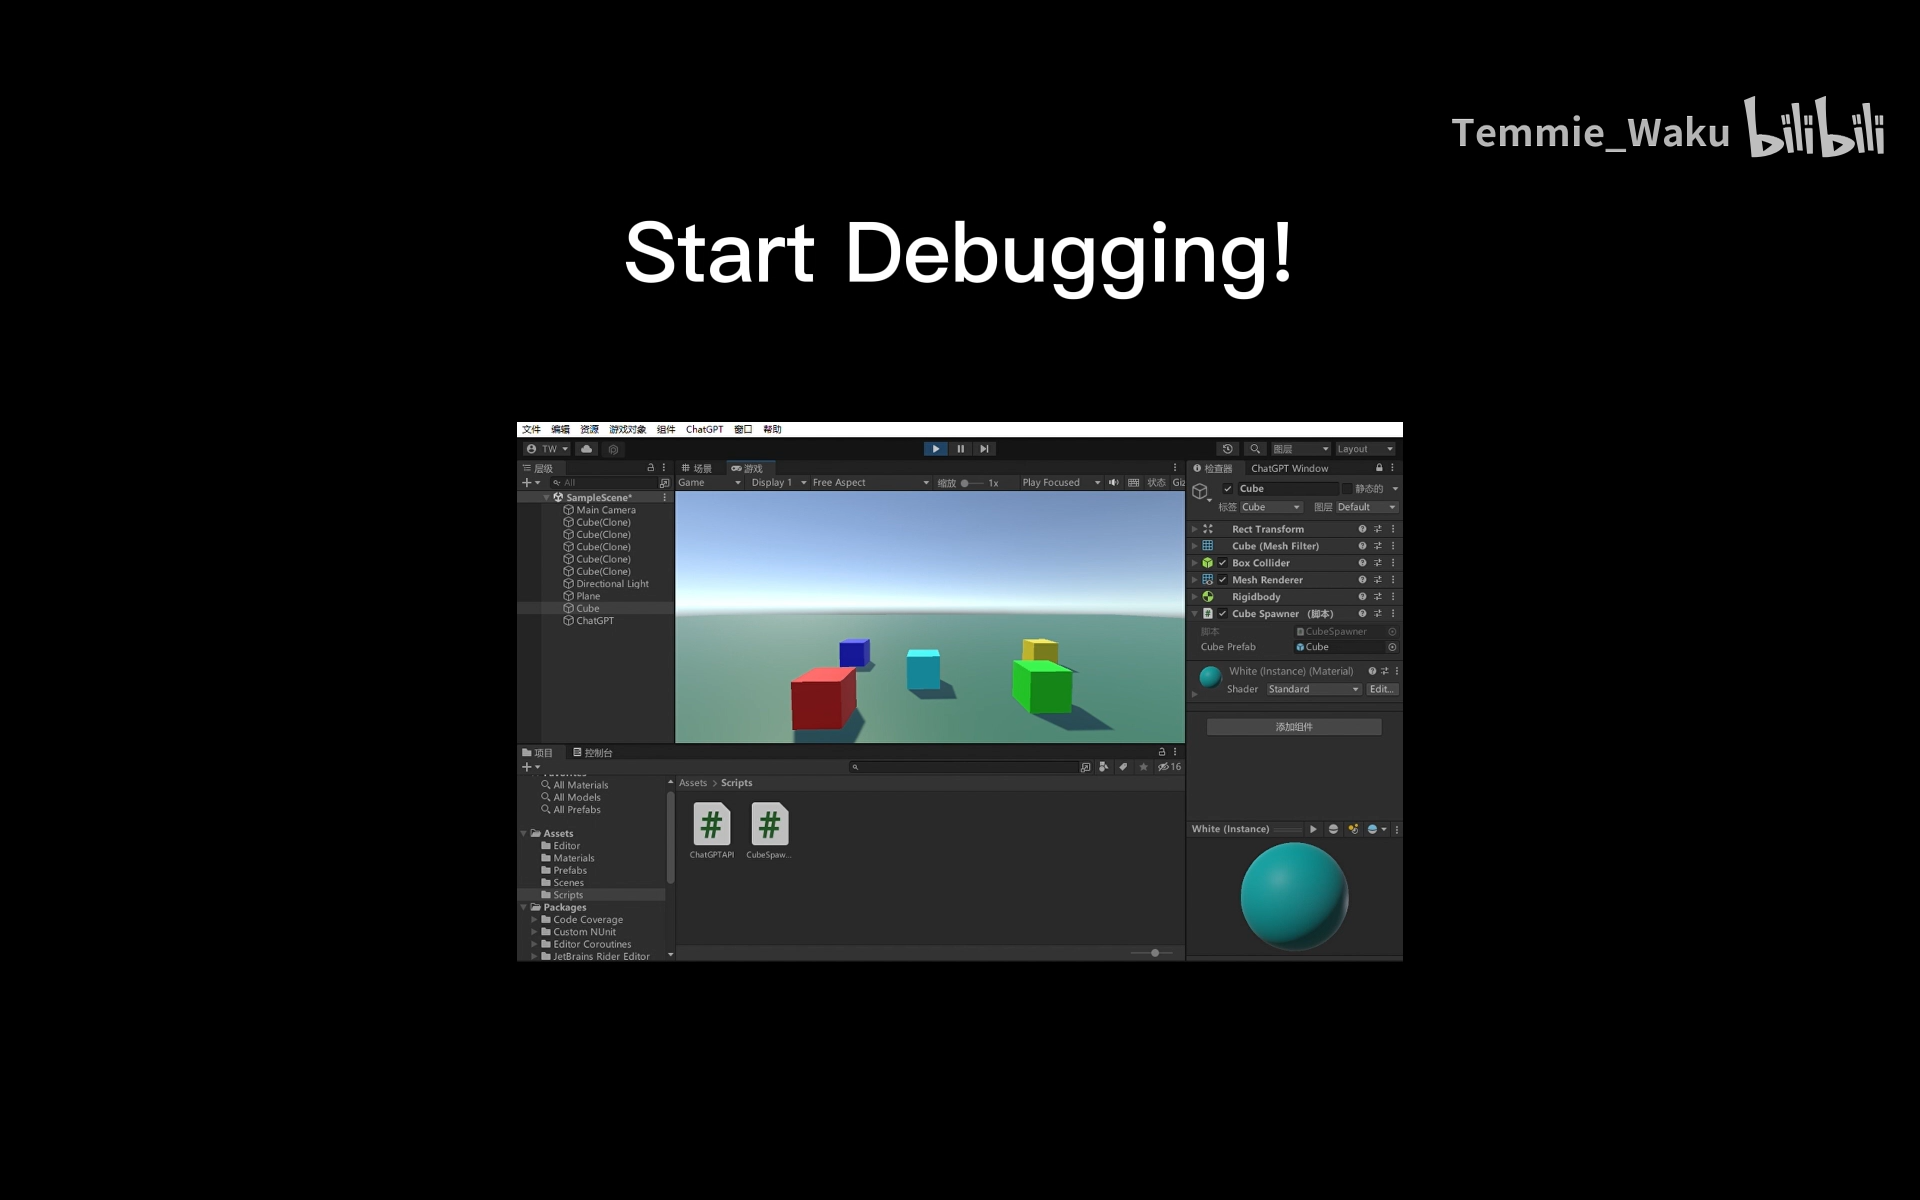 Temmie_Waku bilibili
Start Debugging!
文件 编辑 资源 游戏对象 组件 ChatGPT 窗口 帮助
TW
图层 Layout
层级
All
SampleScene*
Main Camera
Cube(Clone)
Cube(Clone)
Cube(Clone)
Cube(Clone)
Cube(Clone)
Directional Light
Plane
Cube
ChatGPT
场景 游戏
Game Display 1 Free Aspect 缩放 1x Play Focused 状态 Giz
检查器 ChatGPT Window
Cube 静态的
标签 Cube 图层 Default
Rect Transform
Cube (Mesh Filter)
Box Collider
Mesh Renderer
Rigidbody
Cube Spawner （脚本）
脚本 CubeSpawner
Cube Prefab Cube
White (Instance) (Material)
Shader Standard Edit...
添加组件
项目 控制台
16
Favorites
All Materials
All Models
All Prefabs
Assets
Editor
Materials
Prefabs
Scenes
Scripts
Packages
Code Coverage
Custom NUnit
Editor Coroutines
JetBrains Rider Editor
Assets > Scripts
ChatGPTAPI CubeSpaw...
White (Instance)